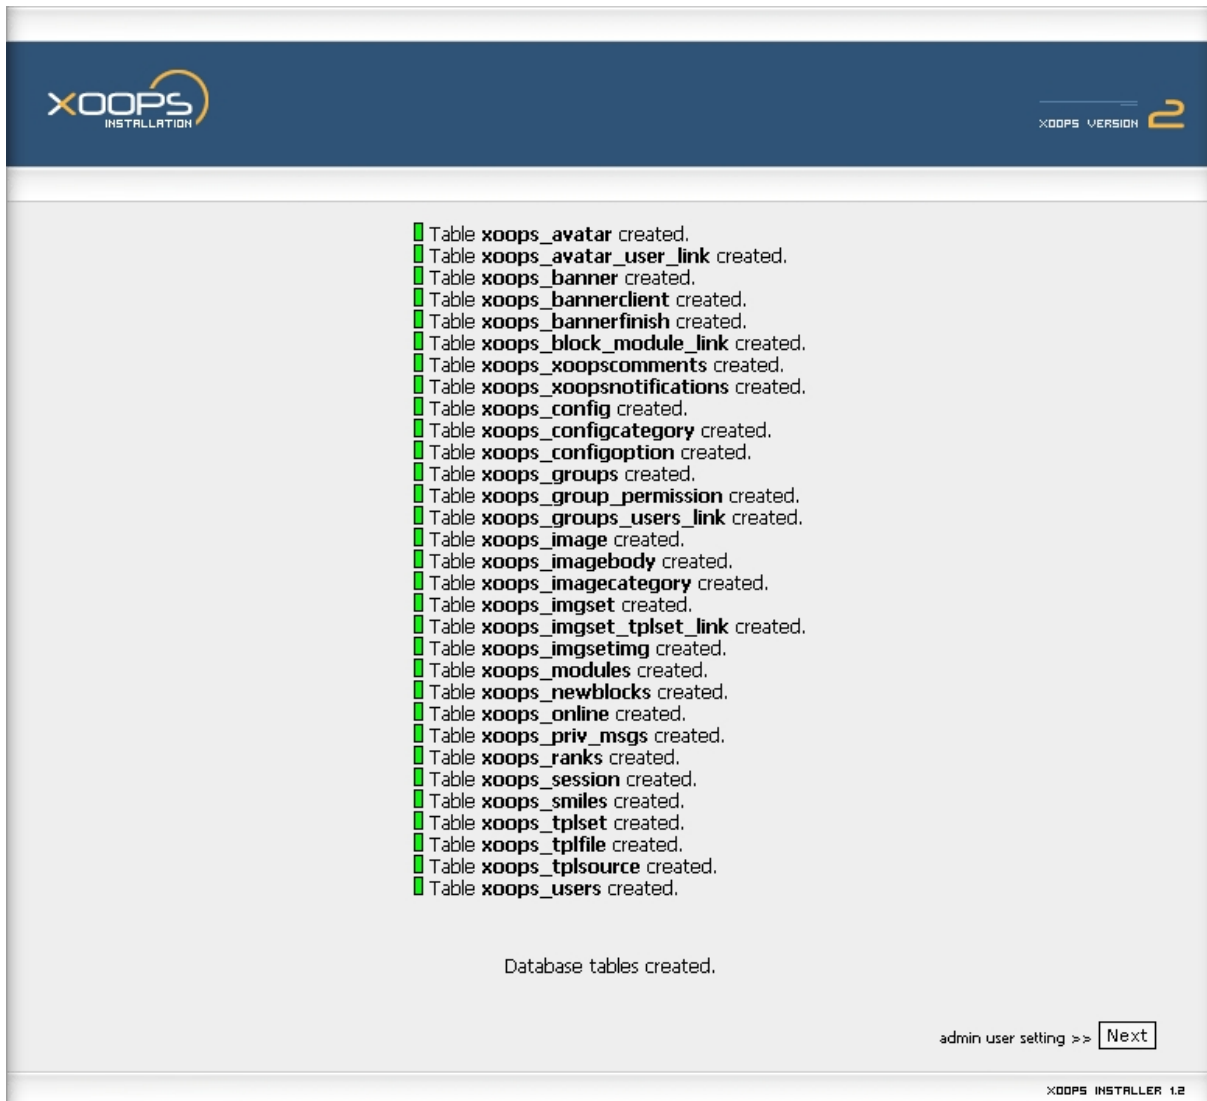 XOOPS
INSTALLATION
XOOPS VERSION 2
Table xoops_avatar created.
Table xoops_avatar_user_link created.
Table xoops_banner created.
Table xoops_bannerclient created.
Table xoops_bannerfinish created.
Table xoops_block_module_link created.
Table xoops_xoopscomments created.
Table xoops_xoopsnotifications created.
Table xoops_config created.
Table xoops_configcategory created.
Table xoops_configoption created.
Table xoops_groups created.
Table xoops_group_permission created.
Table xoops_groups_users_link created.
Table xoops_image created.
Table xoops_imagebody created.
Table xoops_imagecategory created.
Table xoops_imgset created.
Table xoops_imgset_tplset_link created.
Table xoops_imgsetimg created.
Table xoops_modules created.
Table xoops_newblocks created.
Table xoops_online created.
Table xoops_priv_msgs created.
Table xoops_ranks created.
Table xoops_session created.
Table xoops_smiles created.
Table xoops_tplset created.
Table xoops_tplfile created.
Table xoops_tplsource created.
Table xoops_users created.
Database tables created.
admin user setting >> Next
XOOPS INSTALLER 1.2